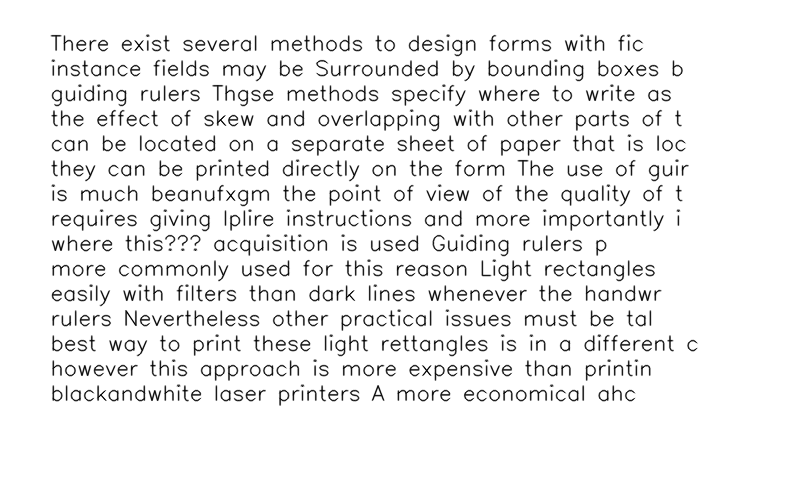 There exist several methods to design forms with fic
instance fields may be Surrounded by bounding boxes b
guiding rulers Thgse methods specify where to write as
the effect of skew and overlapping with other parts of t
can be located on a separate sheet of paper that is loc
they can be printed directly on the form The use of guir
is much beanufxgm the point of view of the quality of t
requires giving Iplire instructions and more importantly i
where this??? acquisition is used Guiding rulers p
more commonly used for this reason Light rectangles
easily with filters than dark lines whenever the handwr
rulers Nevertheless other practical issues must be tal
best way to print these light rettangles is in a different c
however this approach is more expensive than printin
blackandwhite laser printers A more economical ahc